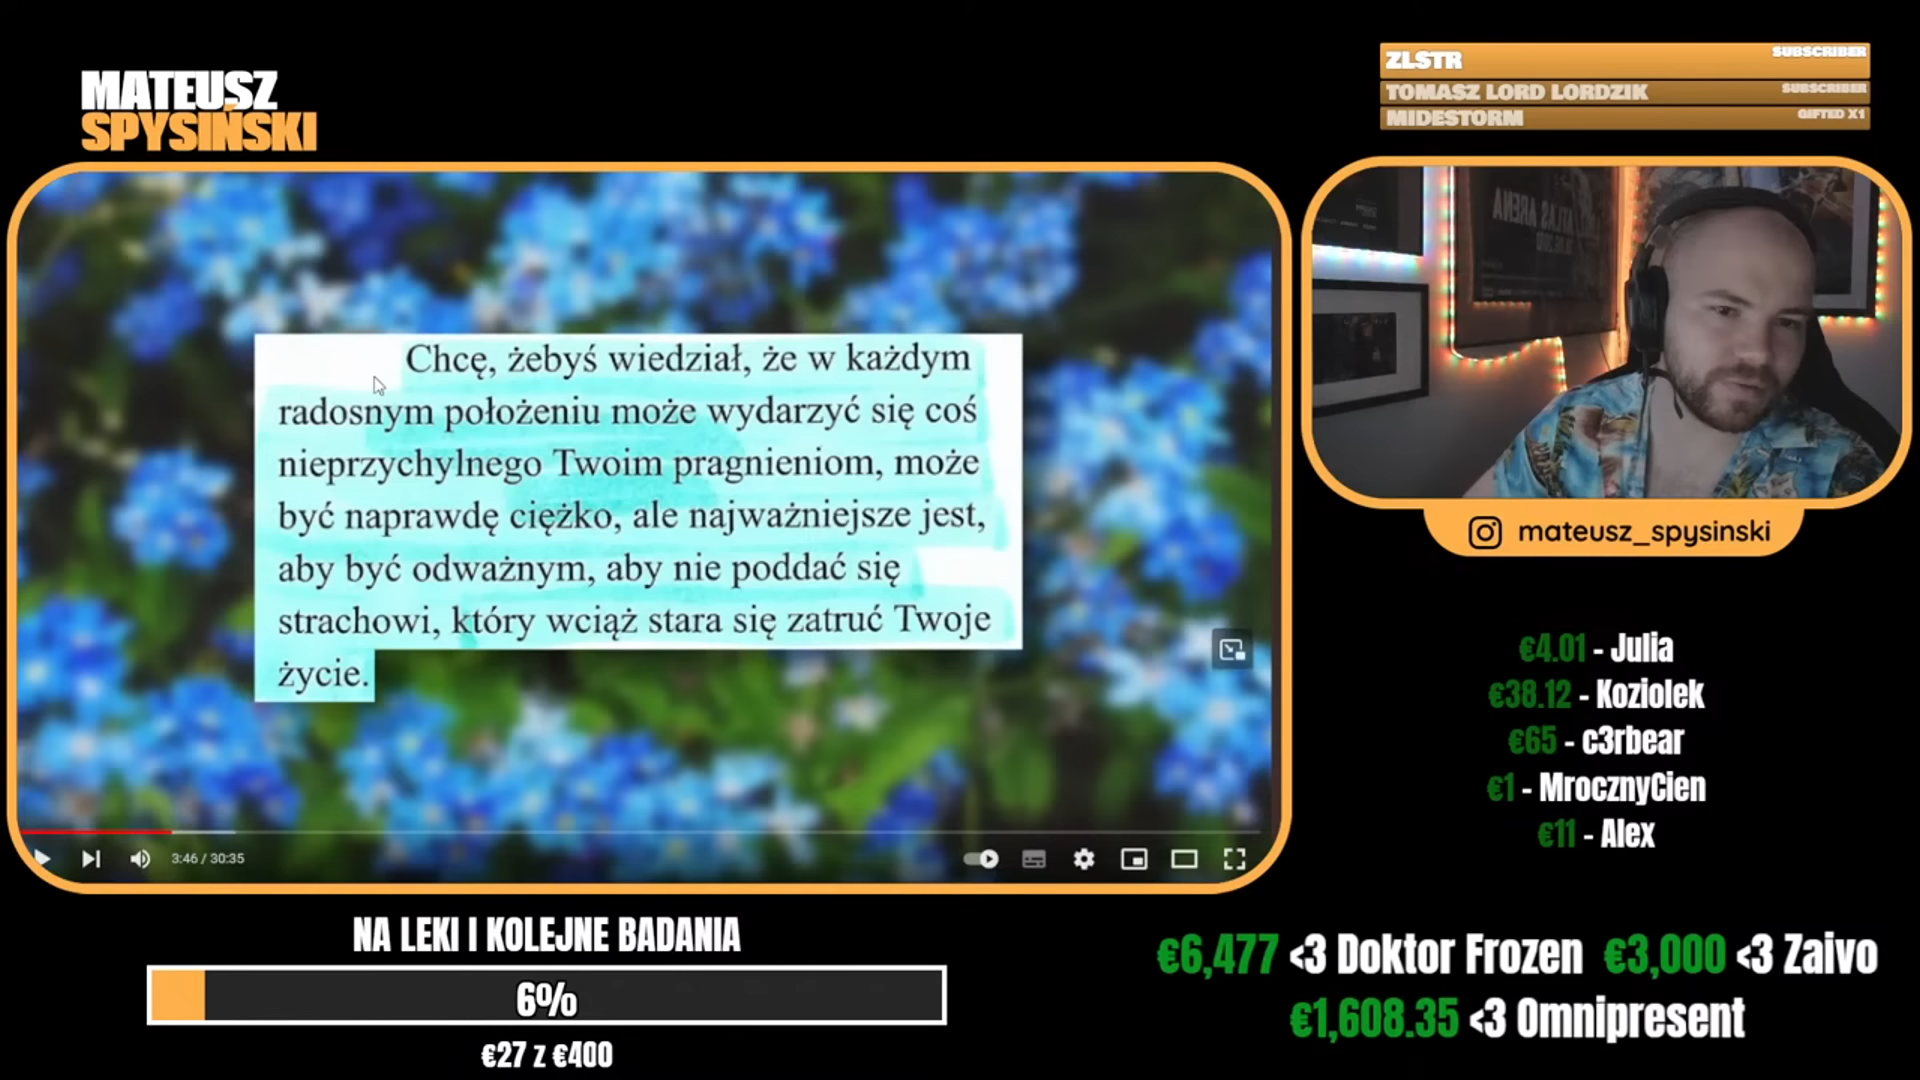 MATEUSZ
SPYSIŃSKI
ZLSTR SUBSCRIBER
TOMASZ LORD LORDZIK SUBSCRIBER
MIDESTORM GIFTED X1
ATLAS ARENA
Chcę, żebyś wiedział, że w każdym
radosnym położeniu może wydarzyć się coś
nieprzychylnego Twoim pragnieniom, może
być naprawdę ciężko, ale najważniejsze jest,
aby być odważnym, aby nie poddać się
strachowi, który wciąż stara się zatruć Twoje
życie.
mateusz_spysinski
€4.01 - Julia
€38.12 - Koziolek
€65 - c3rbear
€1 - MrocznyCien
€11 - Alex
3:46 / 30:35
NA LEKI I KOLEJNE BADANIA
6%
€27 z €400
€6,477 <3 Doktor Frozen €3,000 <3 Zaivo
€1,608.35 <3 Omnipresent